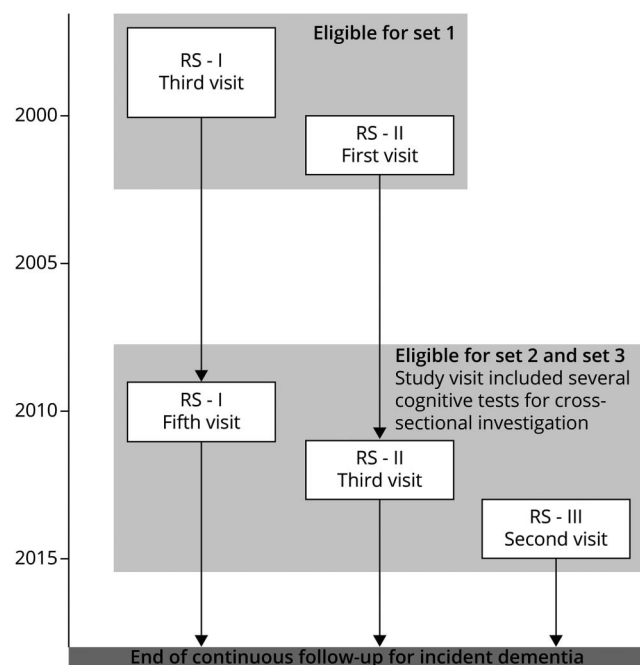 Eligible for set 1
RS - I
Third visit
2000
RS - II
First visit
2005
Eligible for set 2 and set 3
Study visit included several
cognitive tests for cross-
sectional investigation
RS - I
Fifth visit
2010
RS - II
Third visit
RS - III
Second visit
2015
End of continuous follow-up for incident dementia